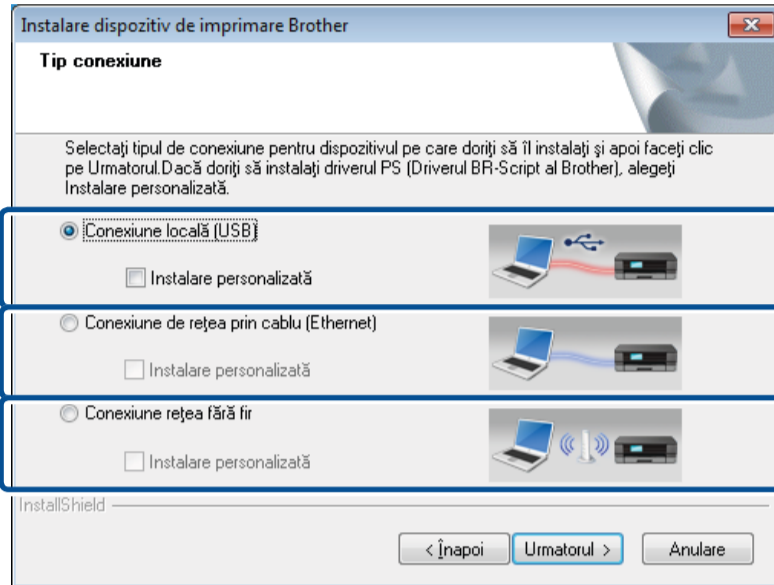 Instalare dispozitiv de imprimare Brother
Tip conexiune
Selectaţi tipul de conexiune pentru dispozitivul pe care doriţi să îl instalaţi şi apoi faceţi clic
pe Urmatorul.Dacă doriţi să instalaţi driverul PS (Driverul BR-Script al Brother), alegeţi
Instalare personalizată.
Conexiune locală (USB)
Instalare personalizată
Conexiune de reţea prin cablu (Ethernet)
Instalare personalizată
Conexiune reţea fără fir
Instalare personalizată
InstallShield
< Înapoi
Urmatorul >
Anulare